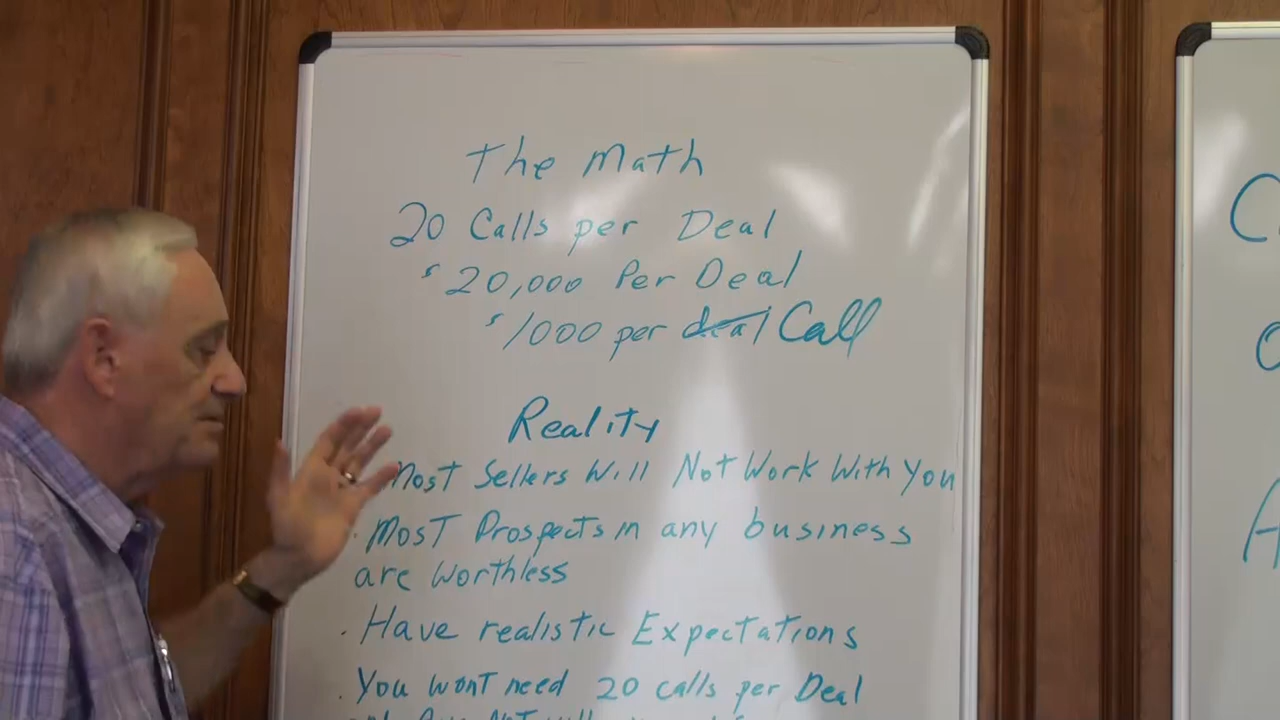 The Math
20 Calls per Deal
$20,000 Per Deal
$1000 per deal Call
Reality
Most Sellers Will Not Work With You
. Most Prospects in any business
are worthless
. Have realistic Expectations
. You wont need 20 calls per Deal